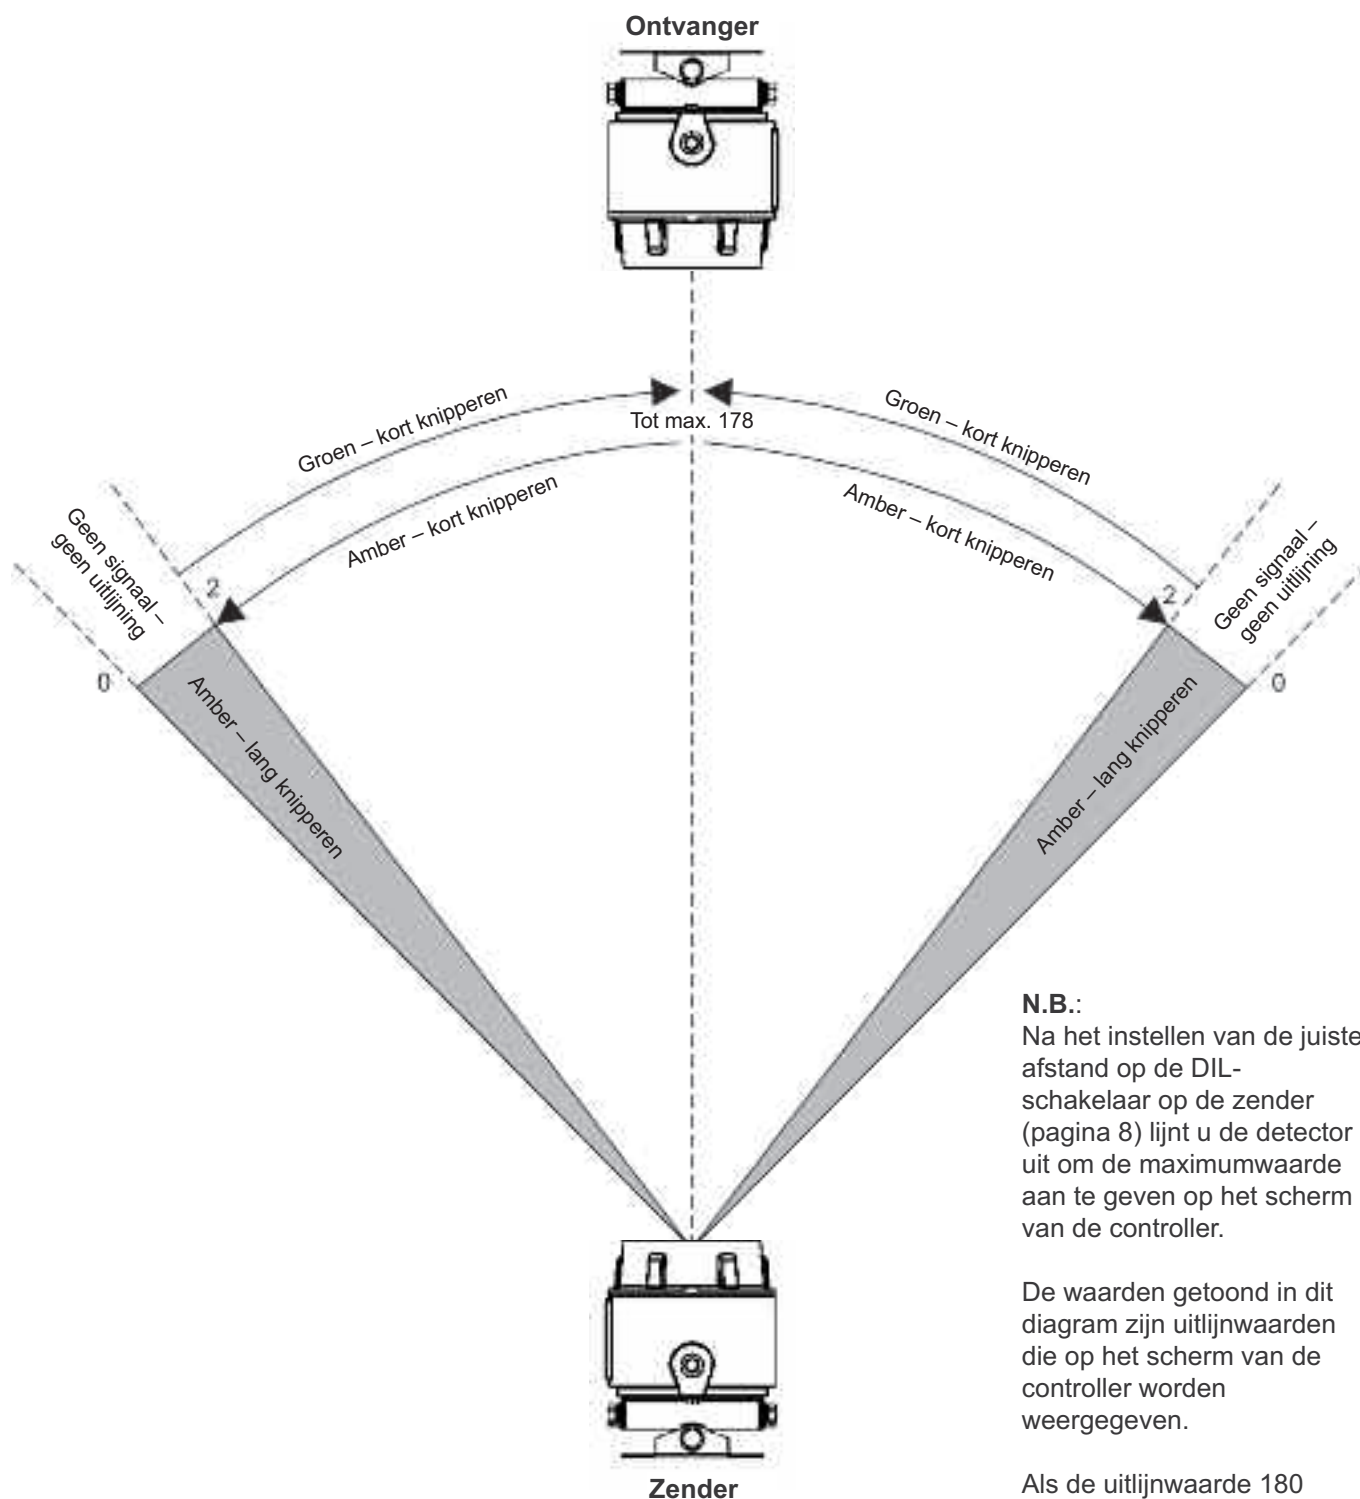 Ontvanger
Groen – kort knipperen
Groen – kort knipperen
Tot max. 178
Amber – kort knipperen
Amber – kort knipperen
Geen signaal –
geen uitlijning
Geen signaal –
geen uitlijning
2
2
0
0
Amber – lang knipperen
Amber – lang knipperen
N.B.:
Na het instellen van de juiste
afstand op de DIL-
schakelaar op de zender
(pagina 8) lijnt u de detector
uit om de maximumwaarde
aan te geven op het scherm
van de controller.
De waarden getoond in dit
diagram zijn uitlijnwaarden
die op het scherm van de
controller worden
weergegeven.
Als de uitlijnwaarde 180
Zender